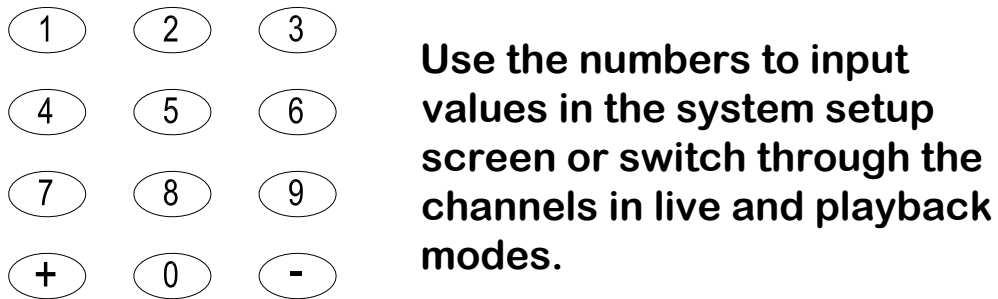 1 2 3
4 5 6
7 8 9
+ 0 -
Use the numbers to input
values in the system setup
screen or switch through the
channels in live and playback
modes.